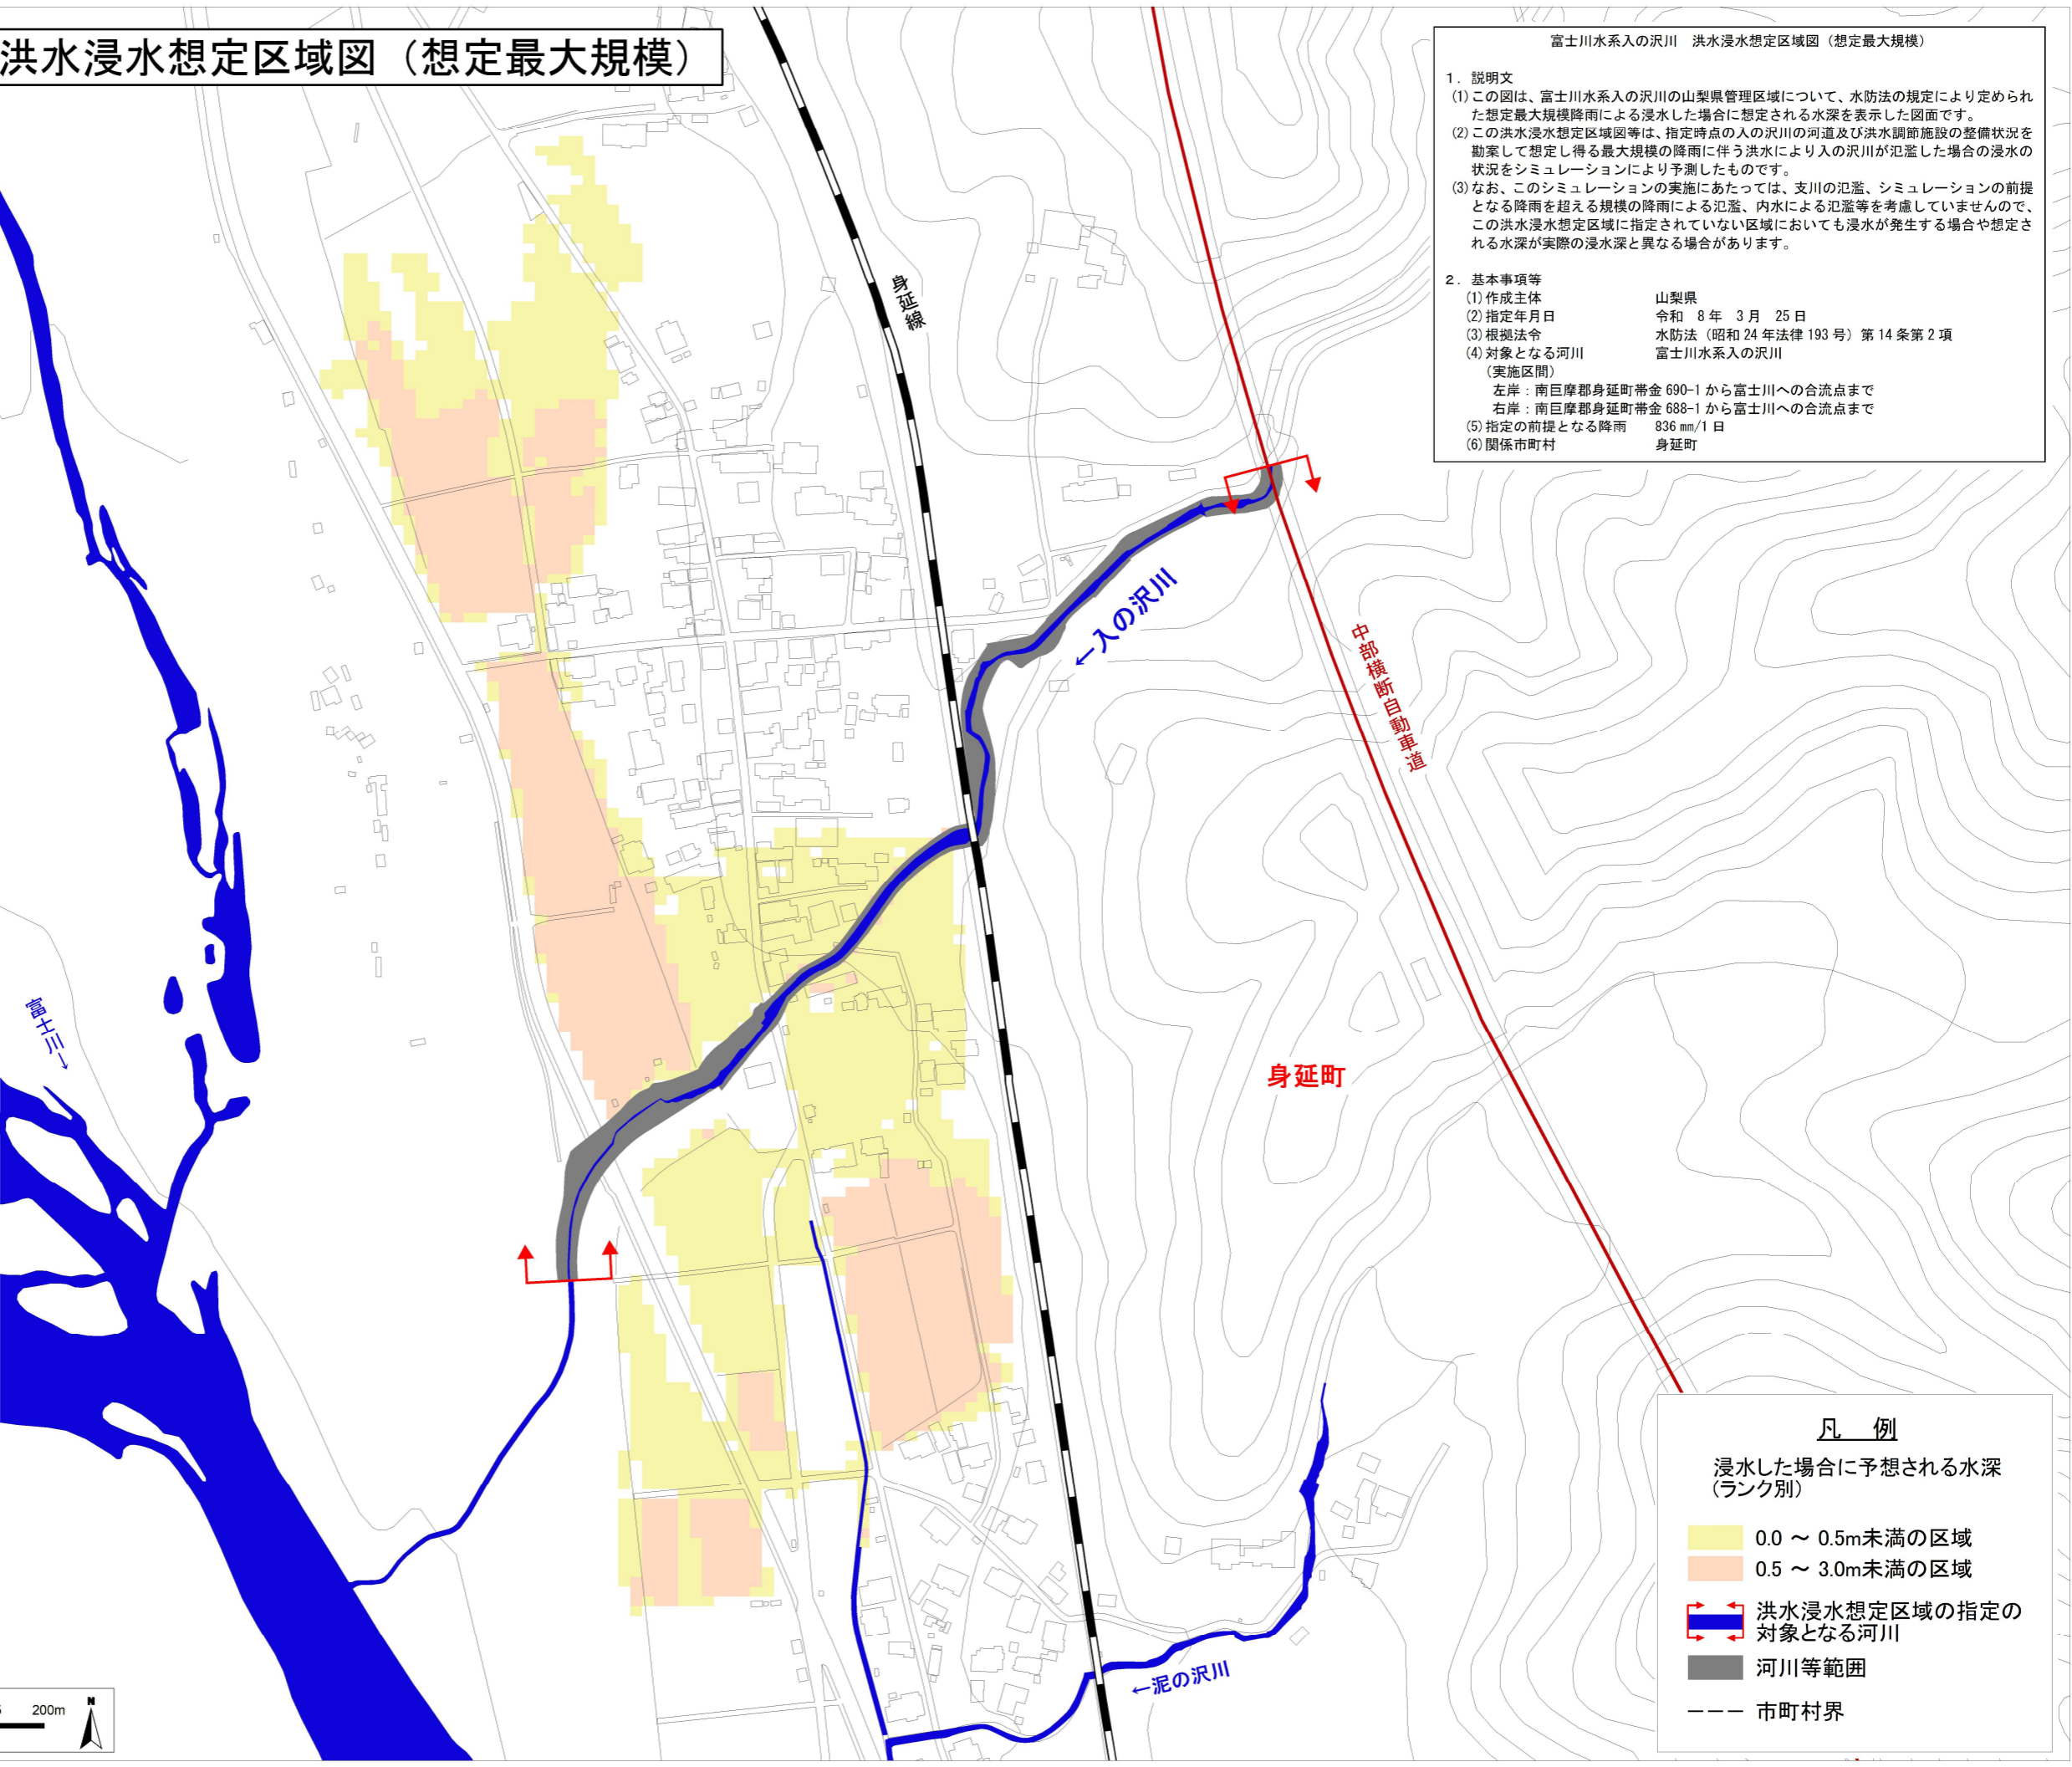 洪水浸水想定区域図（想定最大規模）
富士川水系入の沢川　洪水浸水想定区域図（想定最大規模）
1．説明文
(1)この図は、富士川水系入の沢川の山梨県管理区域について、水防法の規定により定められ
た想定最大規模降雨による浸水した場合に想定される水深を表示した図面です。
(2)この洪水浸水想定区域図等は、指定時点の入の沢川の河道及び洪水調節施設の整備状況を
勘案して想定し得る最大規模の降雨に伴う洪水により入の沢川が氾濫した場合の浸水の
状況をシミュレーションにより予測したものです。
(3)なお、このシミュレーションの実施にあたっては、支川の氾濫、シミュレーションの前提
となる降雨を超える規模の降雨による氾濫、内水による氾濫等を考慮していませんので、
この洪水浸水想定区域に指定されていない区域においても浸水が発生する場合や想定さ
れる水深が実際の浸水深と異なる場合があります。
2．基本事項等
(1)作成主体　山梨県
(2)指定年月日　令和　8年　3月　25日
(3)根拠法令　水防法（昭和24年法律193号）第14条第2項
(4)対象となる河川　富士川水系入の沢川
（実施区間）
左岸：南巨摩郡身延町帯金690-1から富士川への合流点まで
右岸：南巨摩郡身延町帯金688-1から富士川への合流点まで
(5)指定の前提となる降雨　836㎜/1日
(6)関係市町村　身延町
身延線
←入の沢川
中部横断自動車道
富士川→
身延町
←泥の沢川
凡　例
浸水した場合に予想される水深
（ランク別）
0.0 ～ 0.5m未満の区域
0.5 ～ 3.0m未満の区域
洪水浸水想定区域の指定の
対象となる河川
河川等範囲
市町村界
200m
N